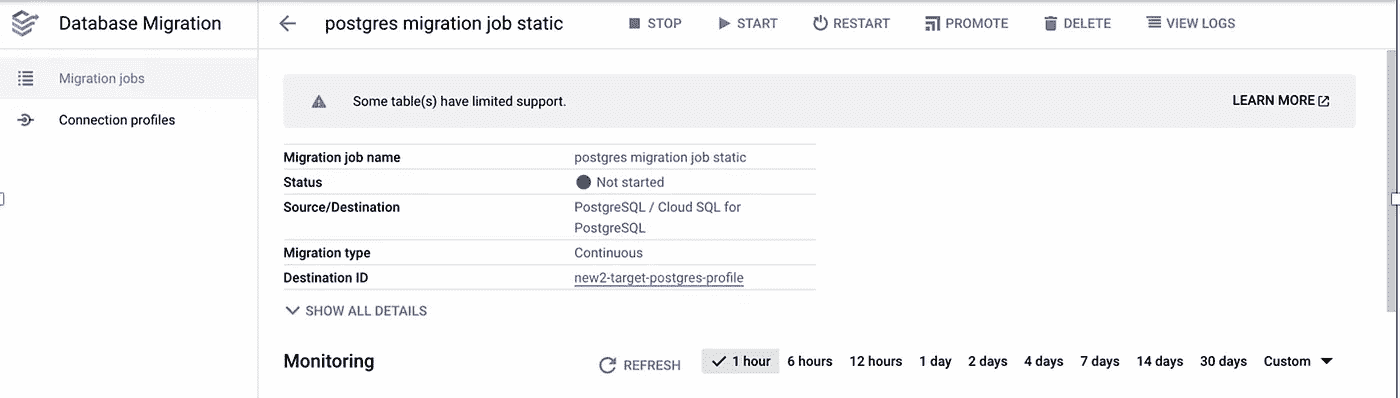 Database Migration
postgres migration job static
STOP
START
RESTART
PROMOTE
DELETE
VIEW LOGS
Migration jobs
Connection profiles
Some table(s) have limited support.
LEARN MORE
Migration job name
postgres migration job static
Status
Not started
Source/Destination
PostgreSQL / Cloud SQL for
PostgreSQL
Migration type
Continuous
Destination ID
new2-target-postgres-profile
SHOW ALL DETAILS
Monitoring
REFRESH
1 hour
6 hours
12 hours
1 day
2 days
4 days
7 days
14 days
30 days
Custom